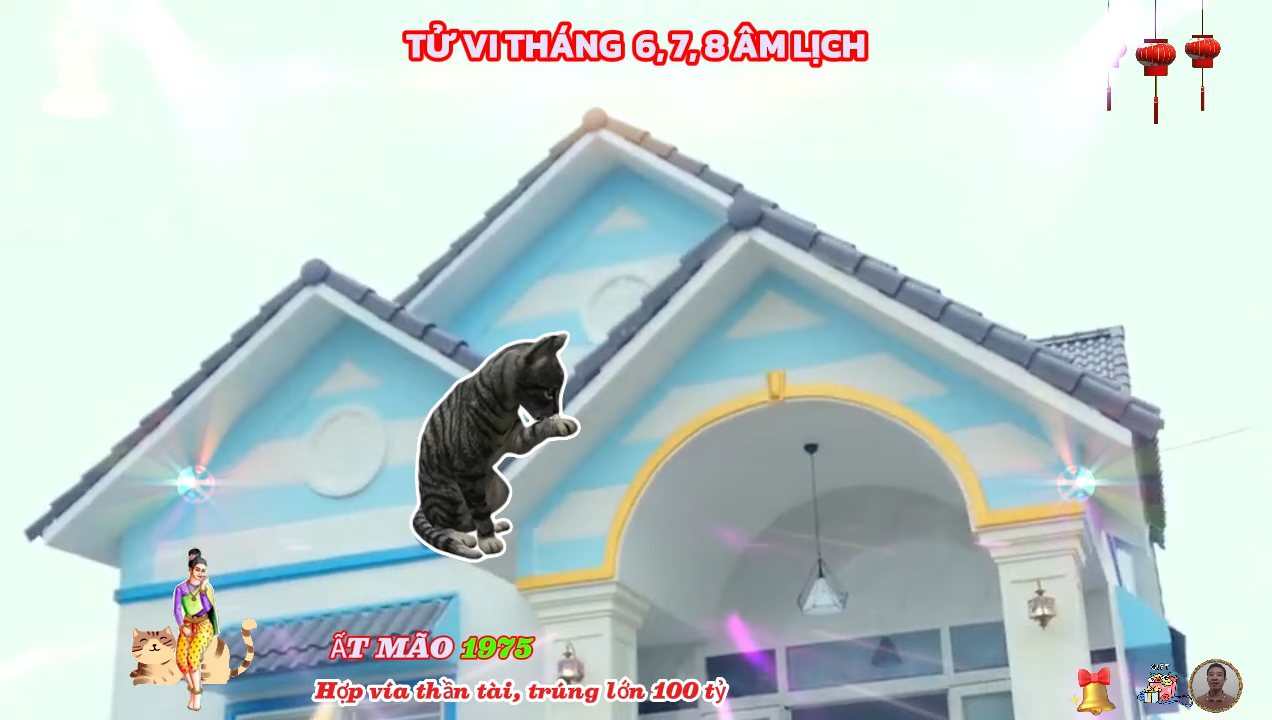 TỬ VI THÁNG 6, 7, 8 ÂM LỊCH
ẤT MÃO 1975
Hợp vía thần tài, trúng lớn 100 tỷ
GIFT